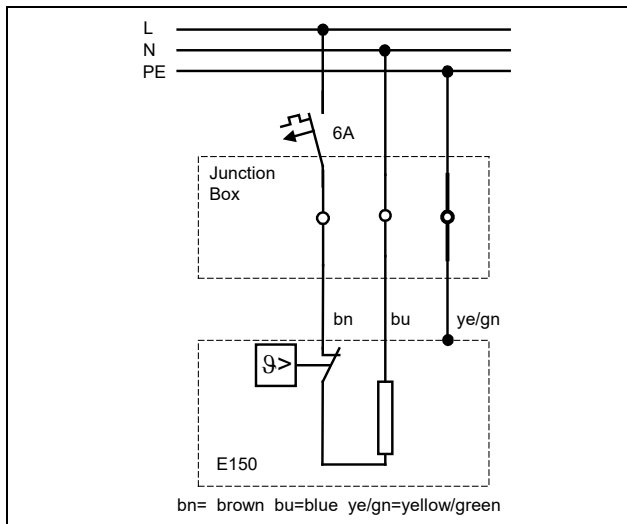 L
N
PE
6A
Junction
Box
bn bu ye/gn
ϑ>
E150
bn= brown bu=blue ye/gn=yellow/green